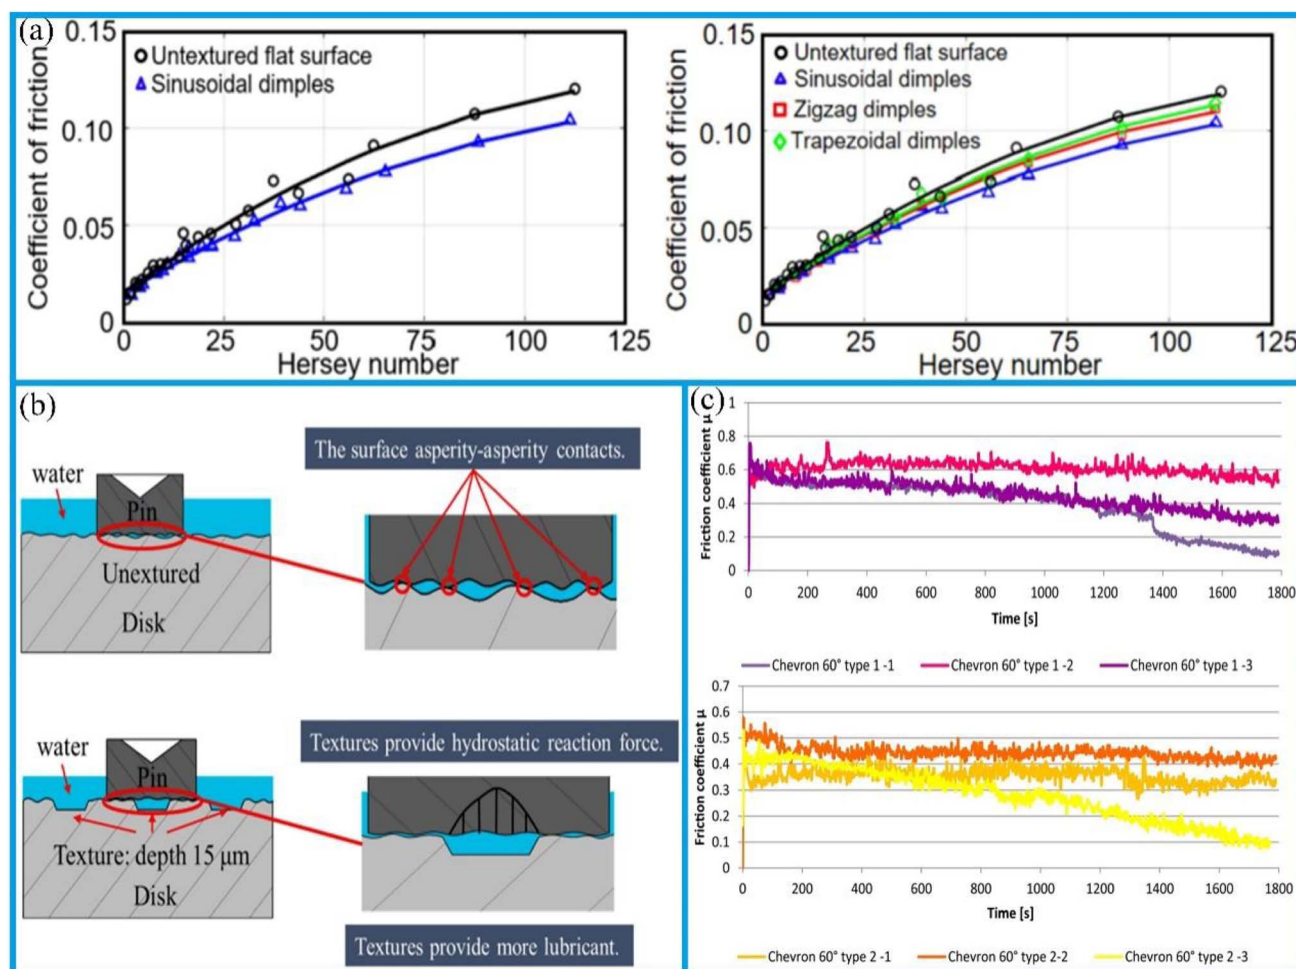 (a)
0.15
0.10
0.05
0
Coefficient of friction
Untextured flat surface
Sinusoidal dimples
0 25 50 75 100 125
Hersey number
0.15
0.10
0.05
0
Coefficient of friction
Untextured flat surface
Sinusoidal dimples
Zigzag dimples
Trapezoidal dimples
0 25 50 75 100 125
Hersey number
(b)
The surface asperity-asperity contacts.
water
Pin
Unextured
Disk
Textures provide hydrostatic reaction force.
water
Pin
Texture: depth 15 μm
Disk
Textures provide more lubricant.
(c)
1
0.8
0.6
0.4
0.2
0
Friction coefficient μ
0 200 400 600 800 1000 1200 1400 1600 1800
Time [s]
Chevron 60° type 1 -1 Chevron 60° type 1 -2 Chevron 60° type 1 -3
0.7
0.6
0.5
0.4
0.3
0.2
0.1
0
Friction coefficient μ
0 200 400 600 800 1000 1200 1400 1600 1800
Time [s]
Chevron 60° type 2 -1 Chevron 60° type 2-2 Chevron 60° type 2 -3